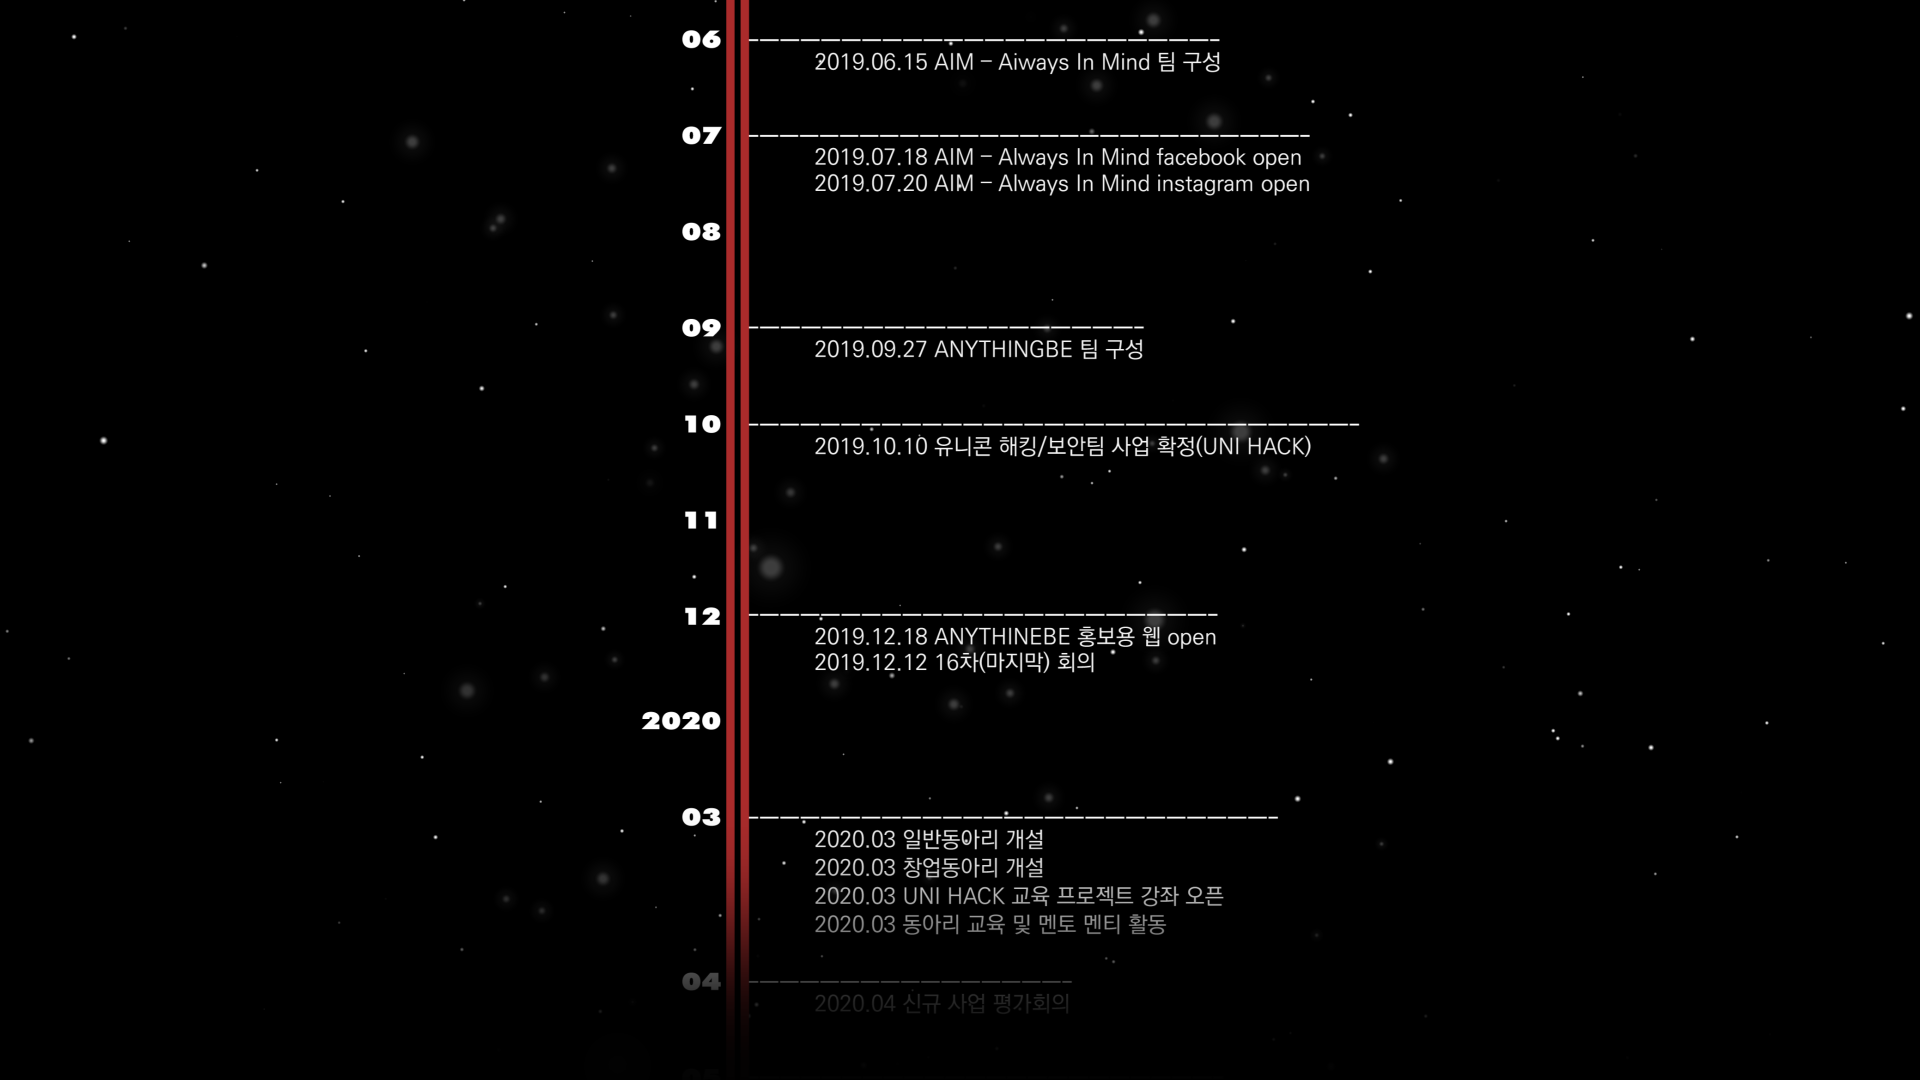 06
2019.06.15 AIM - Aiways In Mind 팀 구성
07
2019.07.18 AIM - Always In Mind facebook open
2019.07.20 AIM - Always In Mind instagram open
08
09
2019.09.27 ANYTHINGBE 팀 구성
10
2019.10.10 유니콘 해킹/보안팀 사업 확정(UNI HACK)
11
12
2019.12.18 ANYTHINEBE 홍보용 웹 open
2019.12.12 16차(마지막) 회의
2020
03
2020.03 일반동아리 개설
2020.03 창업동아리 개설
2020.03 UNI HACK 교육 프로젝트 강좌 오픈
2020.03 동아리 교육 및 멘토 멘티 활동
04
2020.04 신규 사업 평가회의